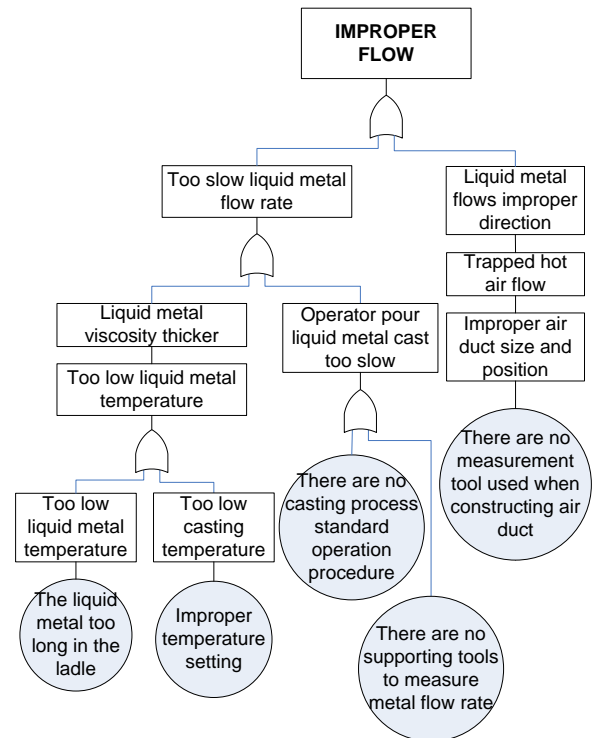 IMPROPER
FLOW
Too slow liquid metal
flow rate
Liquid metal
flows improper
direction
Trapped hot
air flow
Improper air
duct size and
position
Liquid metal
viscosity thicker
Operator pour
liquid metal cast
too slow
Too low liquid metal
temperature
There are no
measurement
tool used when
constructing air
duct
Too low
liquid metal
temperature
Too low
casting
temperature
There are no
casting process
standard
operation
procedure
The liquid
metal too
long in the
ladle
Improper
temperature
setting
There are no
supporting tools
to measure
metal flow rate